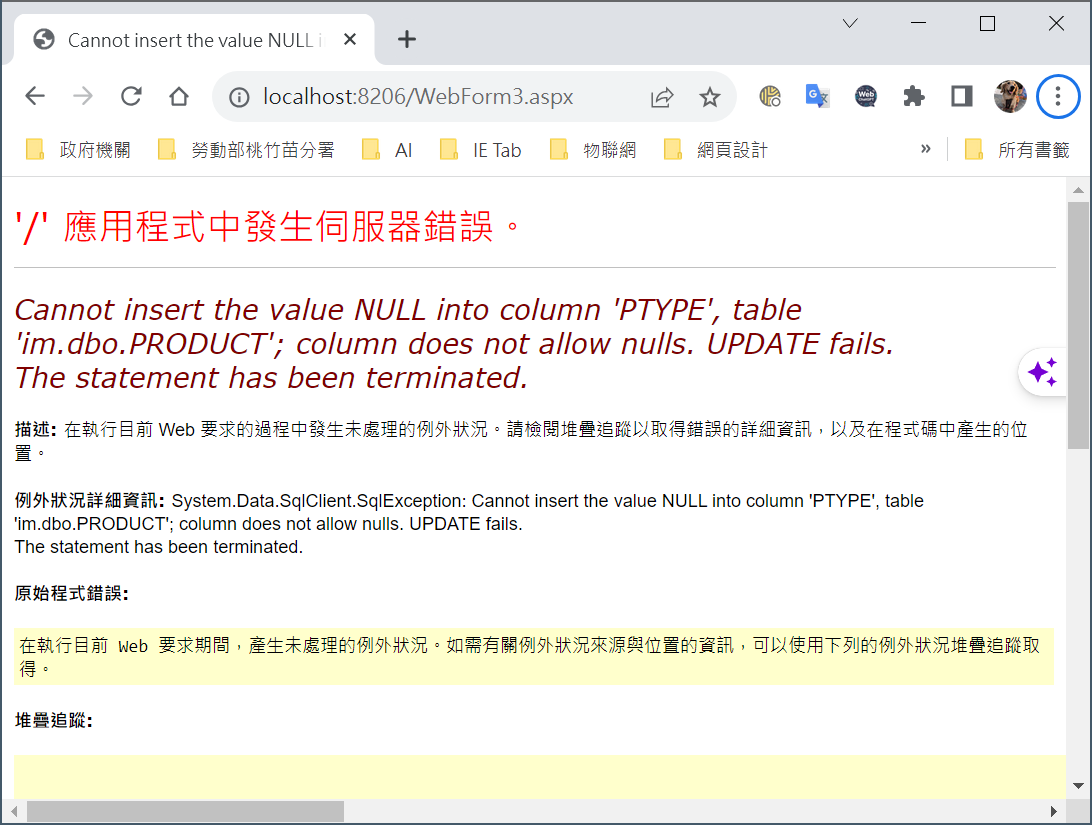 Cannot insert the value NULL i
localhost:8206/WebForm3.aspx
政府機關 勞動部桃竹苗分署 AI IE Tab 物聯網 網頁設計 » 所有書籤
'/' 應用程式中發生伺服器錯誤。
Cannot insert the value NULL into column 'PTYPE', table
'im.dbo.PRODUCT'; column does not allow nulls. UPDATE fails.
The statement has been terminated.
描述: 在執行目前 Web 要求的過程中發生未處理的例外狀況。請檢閱堆疊追蹤以取得錯誤的詳細資訊，以及在程式碼中產生的位
置。
例外狀況詳細資訊: System.Data.SqlClient.SqlException: Cannot insert the value NULL into column 'PTYPE', table
'im.dbo.PRODUCT'; column does not allow nulls. UPDATE fails.
The statement has been terminated.
原始程式錯誤:
在執行目前 Web 要求期間，產生未處理的例外狀況。如需有關例外狀況來源與位置的資訊，可以使用下列的例外狀況堆疊追蹤取
得。
堆疊追蹤: